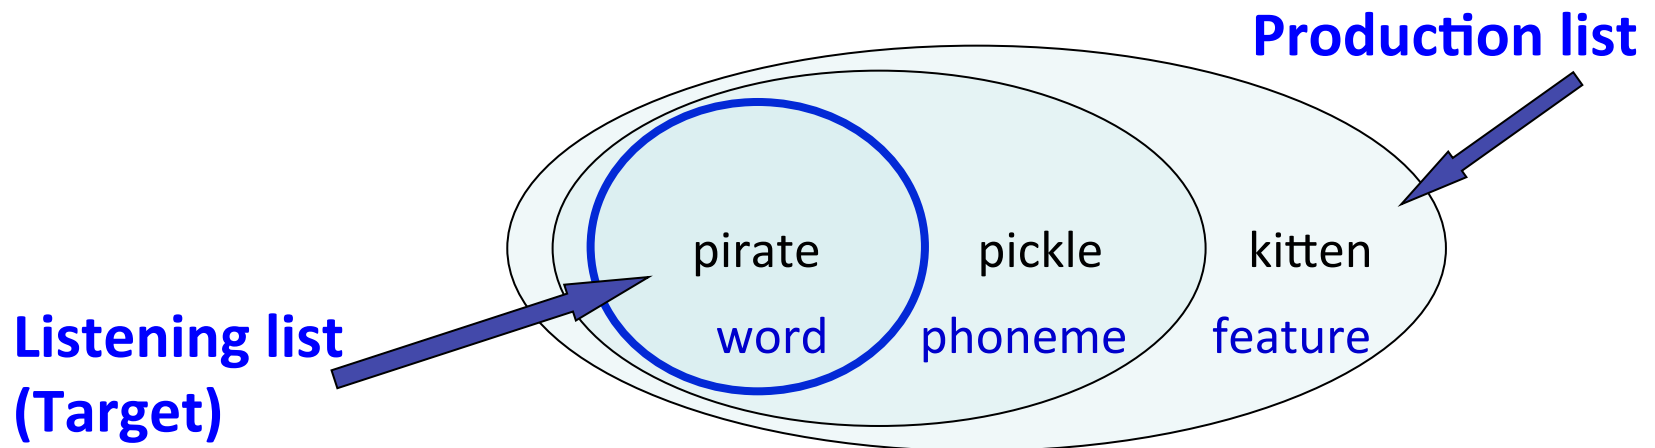 Production list
pirate pickle kitten
word phoneme feature
Listening list
(Target)